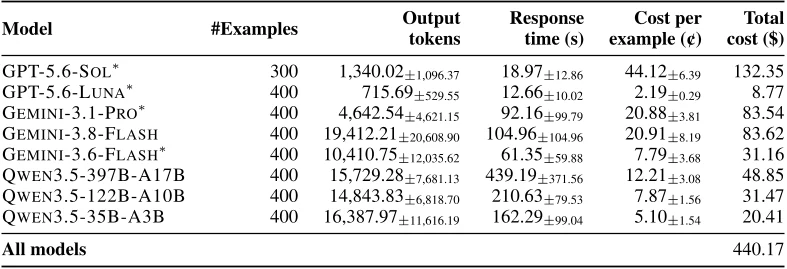 Model #Examples Output tokens Response time (s) Cost per example (¢) Total cost ($)
GPT-5.6-SOL* 300 1,340.02±1,096.37 18.97±12.86 44.12±6.39 132.35
GPT-5.6-LUNA* 400 715.69±529.55 12.66±10.02 2.19±0.29 8.77
GEMINI-3.1-PRO* 400 4,642.54±4,621.15 92.16±99.79 20.88±3.81 83.54
GEMINI-3.8-FLASH 400 19,412.21±20,608.90 104.96±104.96 20.91±8.19 83.62
GEMINI-3.6-FLASH* 400 10,410.75±12,035.62 61.35±59.88 7.79±3.68 31.16
QWEN3.5-397B-A17B 400 15,729.28±7,681.13 439.19±371.56 12.21±3.08 48.85
QWEN3.5-122B-A10B 400 14,843.83±6,818.70 210.63±79.53 7.87±1.56 31.47
QWEN3.5-35B-A3B 400 16,387.97±11,616.19 162.29±99.04 5.10±1.54 20.41
All models 440.17